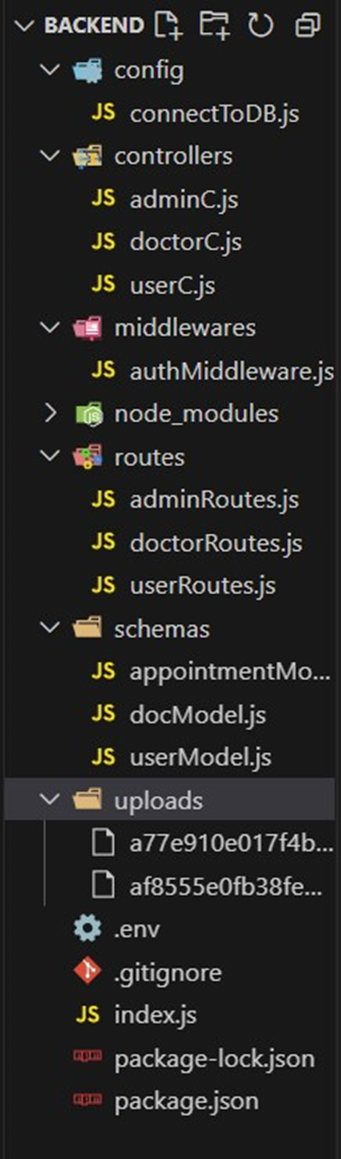 BACKEND
config
JS connectToDB.js
controllers
JS adminC.js
JS doctorC.js
JS userC.js
middlewares
JS authMiddleware.js
node_modules
routes
JS adminRoutes.js
JS doctorRoutes.js
JS userRoutes.js
schemas
JS appointmentMo...
JS docModel.js
JS userModel.js
uploads
a77e910e017f4b...
af8555e0fb38fe...
.env
.gitignore
JS index.js
package-lock.json
package.json